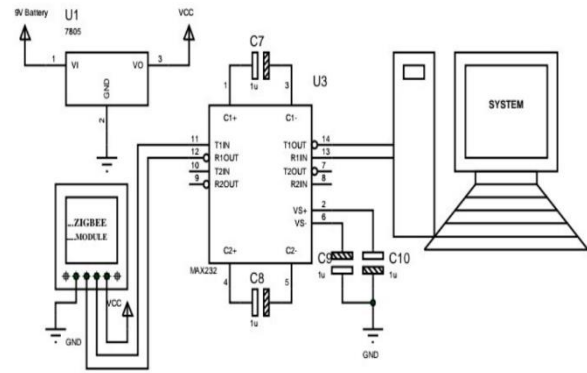 9V Battery
U1
7805
VCC
1
VI
VO
3
GND
2
C7
1u
1
3
U3
C1+
C1-
11
T1IN
T1OUT
14
12
R1OUT
R1IN
13
10
T2IN
T2OUT
7
9
R2OUT
R2IN
8
VS+
2
VS-
6
C2+
C2-
MAX232
4
5
C8
1u
C9
1u
C10
1u
GND
SYSTEM
...ZIGBEE
....MODULE
VCC
GND